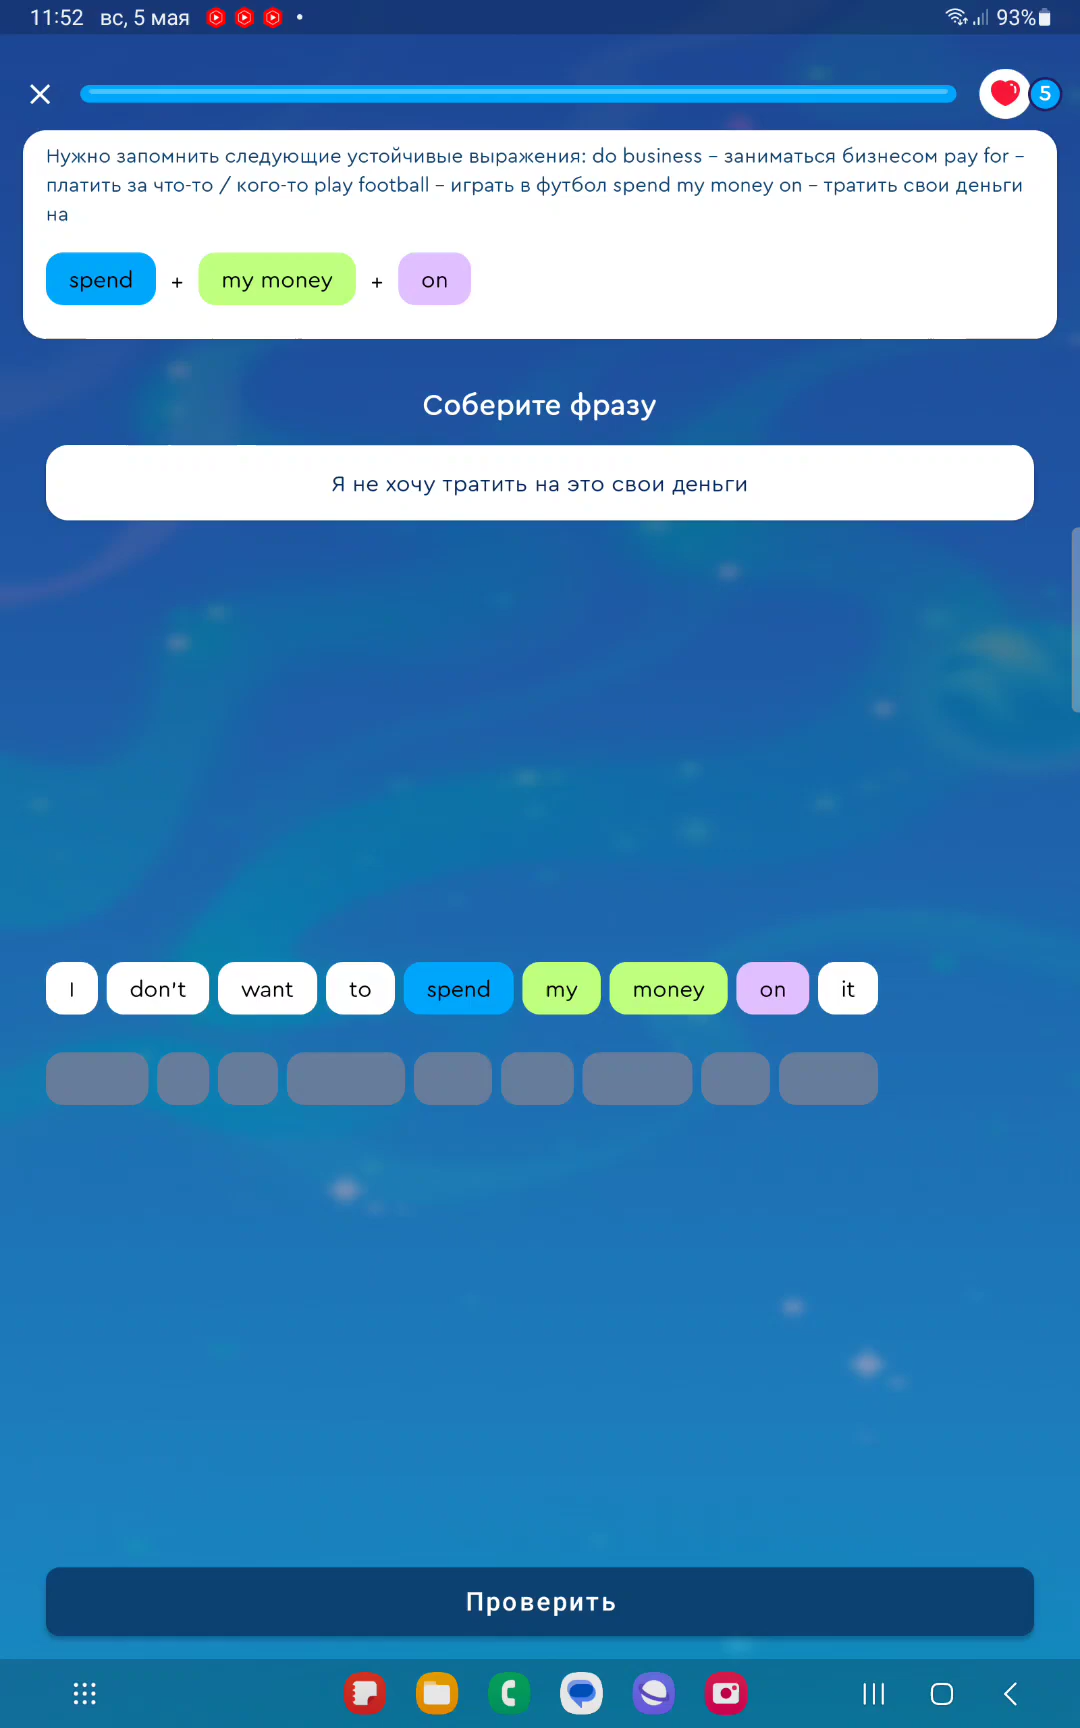 11:52 вс, 5 мая 93%
5
Нужно запомнить следующие устойчивые выражения: do business – заниматься бизнесом pay for –
платить за что-то / кого-то play football – играть в футбол spend my money on – тратить свои деньги
на
spend + my money + on
Соберите фразу
Я не хочу тратить на это свои деньги
I don't want to spend my money on it
Проверить